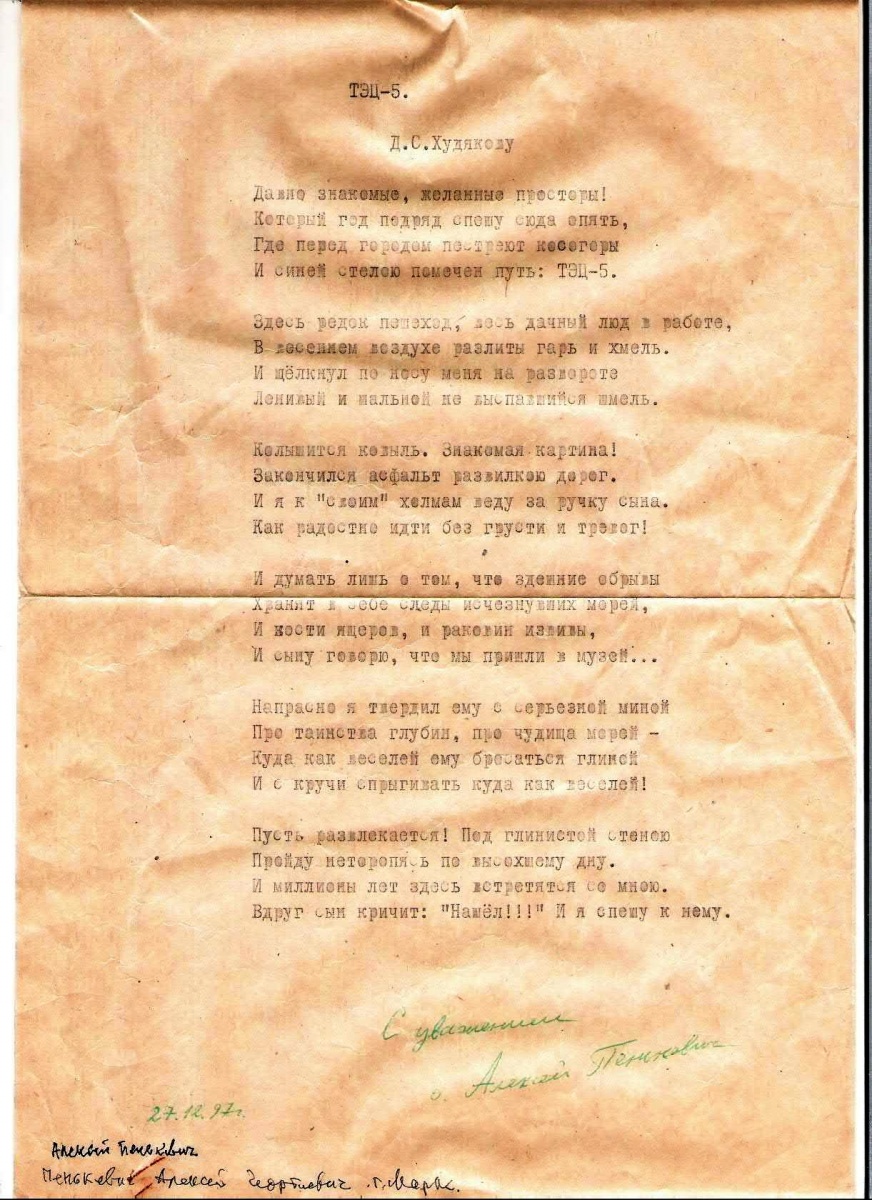 ТЭЦ-5.
Д.С.Худякову
Давно знакомые, желанные просторы!
Который год подряд спешу сюда опять,
Где перед городом пестреют косогоры
И синей стелою помечен путь: ТЭЦ-5.
Здесь редок пешеход, весь дачный люд в работе,
В весеннем воздухе разлиты гарь и хмель.
И щёлкнул по носу меня на развороте
Ленивый и шальной не выспавшийся шмель.
Колышится ковыль. Знакомая картина!
Закончился асфальт развилкою дорог.
И я к "своим" холмам веду за ручку сына.
Как радостно идти без грусти и тревог!
И думать лишь о том, что здешние обрывы
Хранят в себе следы исчезнувших морей,
И кости ящеров, и раковин извивы,
И сыну говорю, что мы пришли в музей...
Напрасно я твердил ему с серьезной миной
Про таинства глубин, про чудища морей -
Куда как веселей ему бросаться глиной
И с кручи спрыгивать куда как веселей!
Пусть развлекается! Под глинистой стеною
Пройду неторопясь по высохшему дну.
И миллионы лет здесь встретятся со мною.
Вдруг сын кричит: "Нашёл!!!" И я спешу к нему.
С уважением
о. Алексей Пенькевич
27.12.97г.
Алексей Пенькевич
Пенькевич Алексей Георгиевич г. Маркс.